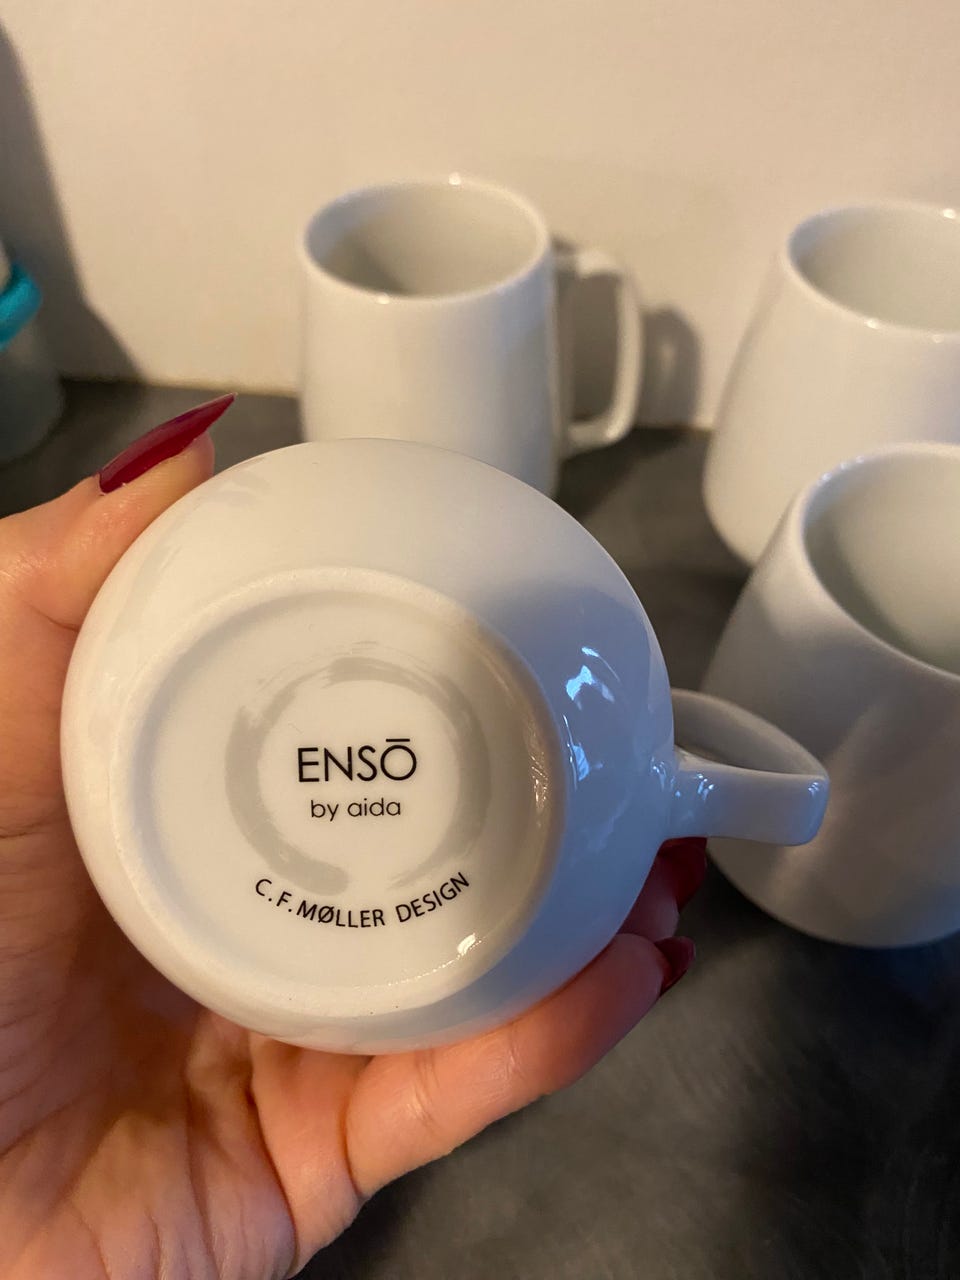 ENSŌ
by aida
C.F.MØLLER DESIGN